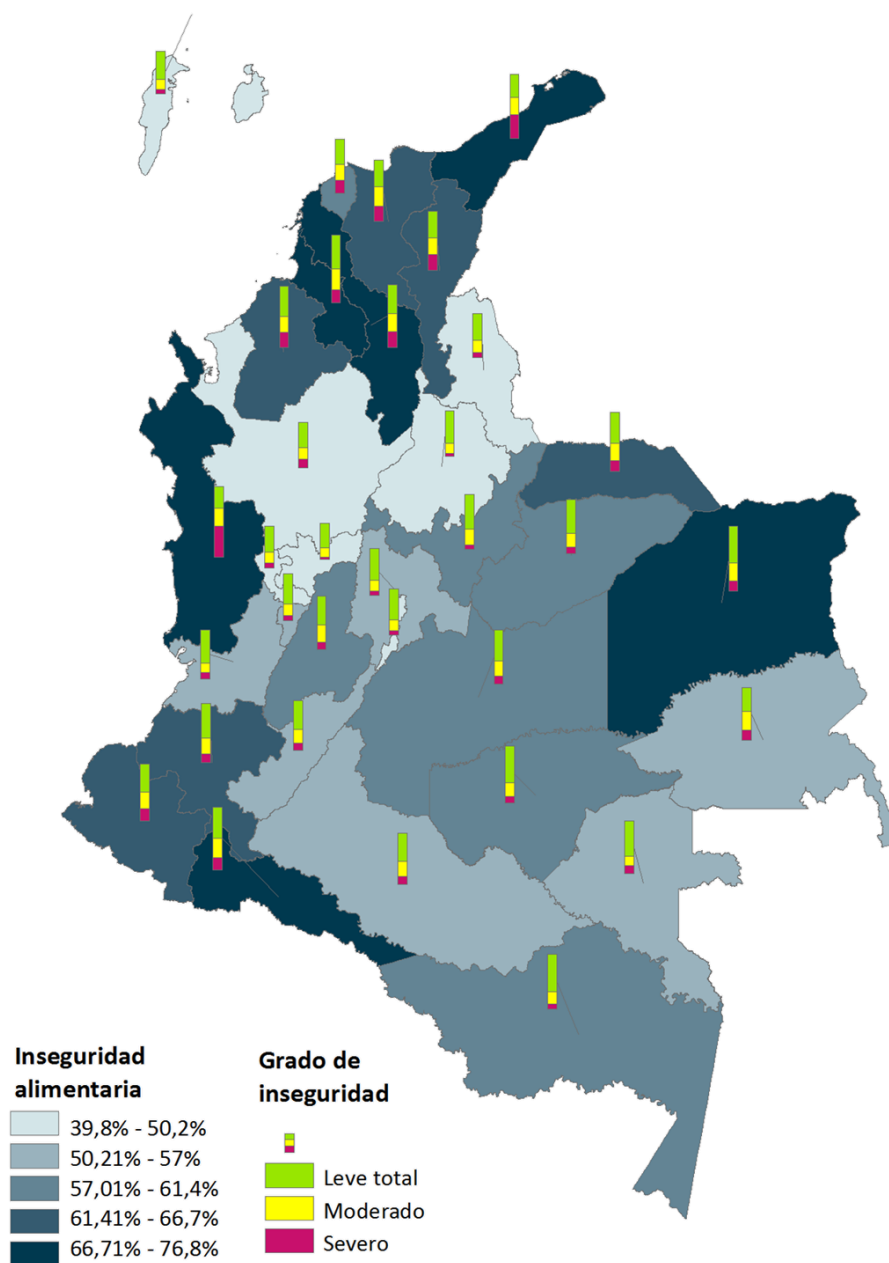 Inseguridad
alimentaria
39,8% - 50,2%
50,21% - 57%
57,01% - 61,4%
61,41% - 66,7%
66,71% - 76,8%
Grado de
inseguridad
Leve total
Moderado
Severo